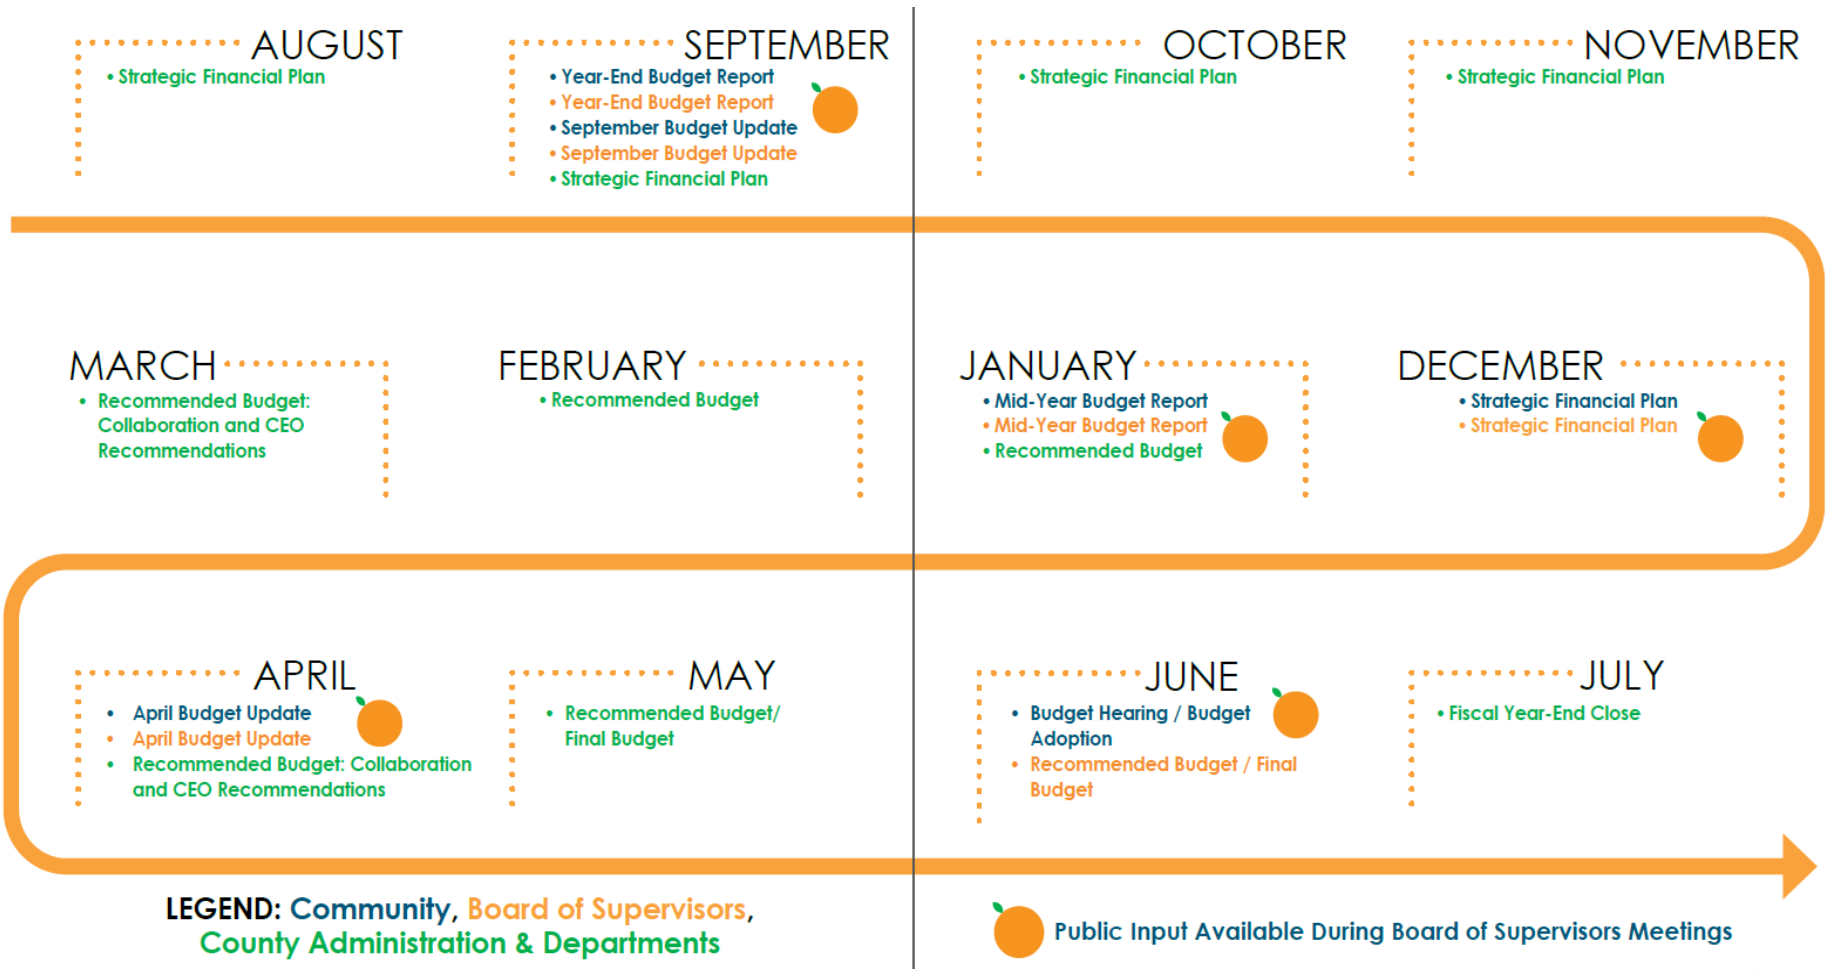 AUGUST
• Strategic Financial Plan
SEPTEMBER
• Year-End Budget Report
• Year-End Budget Report
• September Budget Update
• September Budget Update
• Strategic Financial Plan
OCTOBER
• Strategic Financial Plan
NOVEMBER
• Strategic Financial Plan
MARCH
• Recommended Budget:
Collaboration and CEO
Recommendations
FEBRUARY
• Recommended Budget
JANUARY
• Mid-Year Budget Report
• Mid-Year Budget Report
• Recommended Budget
DECEMBER
• Strategic Financial Plan
• Strategic Financial Plan
APRIL
• April Budget Update
• April Budget Update
• Recommended Budget: Collaboration
and CEO Recommendations
MAY
• Recommended Budget/
Final Budget
JUNE
• Budget Hearing / Budget
Adoption
• Recommended Budget / Final
Budget
JULY
• Fiscal Year-End Close
LEGEND: Community, Board of Supervisors,
County Administration & Departments
Public Input Available During Board of Supervisors Meetings